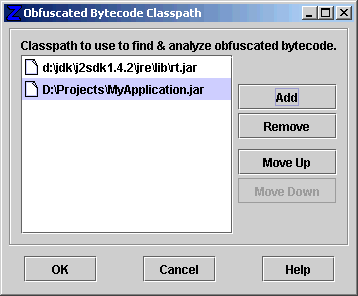 Obfuscated Bytecode Classpath
Classpath to use to find & analyze obfuscated bytecode.
d:\jdk\j2sdk1.4.2\jre\lib\rt.jar
D:\Projects\MyApplication.jar
Add
Remove
Move Up
Move Down
OK
Cancel
Help